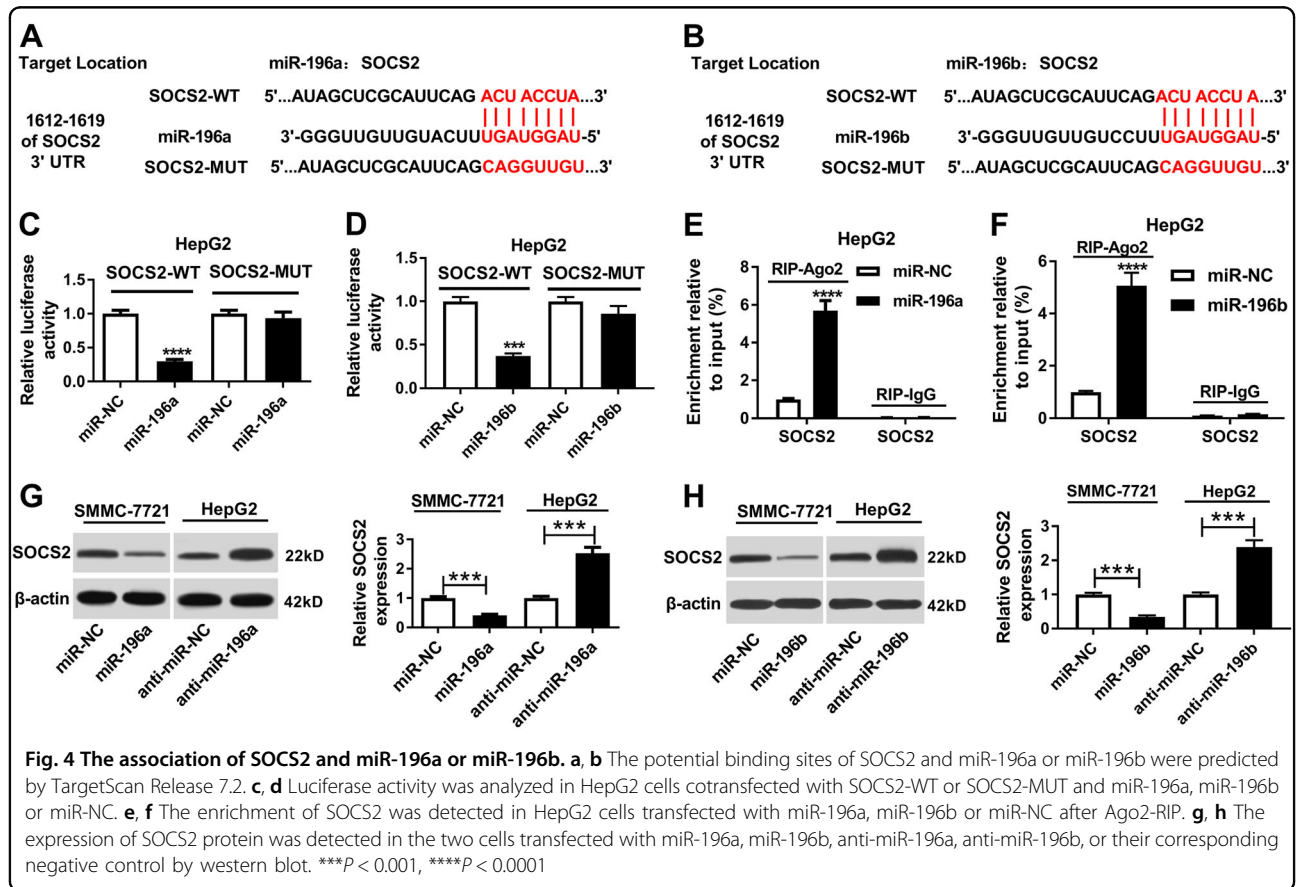 A
Target Location miR-196a: SOCS2
SOCS2-WT 5'...AUAGCUCGCAUUCAG ACU ACCUA...3'
1612-1619
of SOCS2
3' UTR
miR-196a 3'-GGGUUGUUGUACUUUGAUGGAU-5'
SOCS2-MUT 5'...AUAGCUCGCAUUCAGCAGGUUGU...3'
B
Target Location miR-196b: SOCS2
SOCS2-WT 5'...AUAGCUCGCAUUCAGACU ACCU A...3'
1612-1619
of SOCS2
3' UTR
miR-196b 3'-GGGUUGUUGUCCUUUGAUGGAU-5'
SOCS2-MUT 5'...AUAGCUCGCAUUCAGCAGGUUGU...3'
C
HepG2
SOCS2-WT SOCS2-MUT
Relative luciferase
activity
1.5
1.0
0.5
0.0
****
miR-NC
miR-196a
miR-NC
miR-196a
D
HepG2
SOCS2-WT SOCS2-MUT
Relative luciferase
activity
1.5
1.0
0.5
0.0
***
miR-NC
miR-196b
miR-NC
miR-196b
E
HepG2
RIP-Ago2
****
miR-NC
miR-196a
RIP-IgG
Enrichment relative
to input (%)
8
6
4
2
0
SOCS2 SOCS2
F
HepG2
RIP-Ago2
****
miR-NC
miR-196b
RIP-IgG
Enrichment relative
to input (%)
6
4
2
0
SOCS2 SOCS2
G
SMMC-7721 HepG2
SOCS2 22kD
β-actin 42kD
miR-NC
miR-196a
anti-miR-NC
anti-miR-196a
SMMC-7721 HepG2
Relative SOCS2
expression
3
2
1
0
***
***
miR-NC
miR-196a
anti-miR-NC
anti-miR-196a
H
SMMC-7721 HepG2
SOCS2 22kD
β-actin 42kD
miR-NC
miR-196b
anti-miR-NC
anti-miR-196b
SMMC-7721 HepG2
Relative SOCS2
expression
3
2
1
0
***
***
miR-NC
miR-196b
anti-miR-NC
anti-miR-196b
Fig. 4 The association of SOCS2 and miR-196a or miR-196b. a, b The potential binding sites of SOCS2 and miR-196a or miR-196b were predicted
by TargetScan Release 7.2. c, d Luciferase activity was analyzed in HepG2 cells cotransfected with SOCS2-WT or SOCS2-MUT and miR-196a, miR-196b
or miR-NC. e, f The enrichment of SOCS2 was detected in HepG2 cells transfected with miR-196a, miR-196b or miR-NC after Ago2-RIP. g, h The
expression of SOCS2 protein was detected in the two cells transfected with miR-196a, miR-196b, anti-miR-196a, anti-miR-196b, or their corresponding
negative control by western blot. ***P < 0.001, ****P < 0.0001